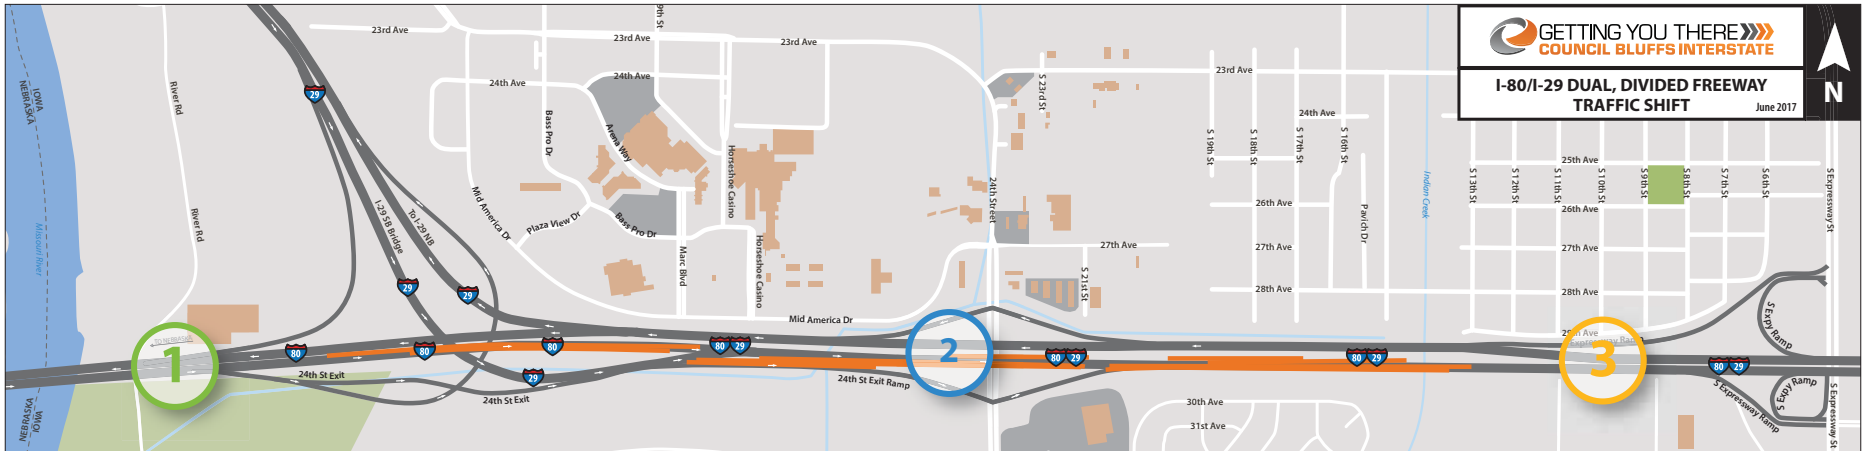 GETTING YOU THERE
COUNCIL BLUFFS INTERSTATE
I-80/I-29 DUAL, DIVIDED FREEWAY
TRAFFIC SHIFT
June 2017
N
IOWA
NEBRASKA
Missouri River
NEBRASKA
IOWA
River Rd
River Rd
23rd Ave
23rd Ave
23rd Ave
23rd Ave
9th St
24th Ave
24th Ave
24th Ave
Bass Pro Dr
Arena Way
Horseshoe Casino
Mid America Dr
Plaza View Dr
Bass Pro Dr
Marc Blvd
Horseshoe Casino
Mid America Dr
I-29 SB Bridge
To I-29 NB
29
29
29
29
80
80
80
80 29
80 29
80 29
80 29
TO NEBRASKA
1
2
3
24th St Exit
24th St Exit
24th St Exit Ramp
24th Street
S 23rd St
S 21st St
27th Ave
S 19th St
S 18th St
S 17th St
S 16th St
26th Ave
27th Ave
28th Ave
Pavich Dr
Indian Creek
25th Ave
S 13th St
S 12th St
S 11th St
S 10th St
S 9th St
S 8th St
S 7th St
S 6th St
26th Ave
27th Ave
28th Ave
29th Ave
Expressway Ramp
S Expressway St
S Expy Ramp
S Expy Ramp
S Expressway Ramp
S Expressway St
30th Ave
31st Ave